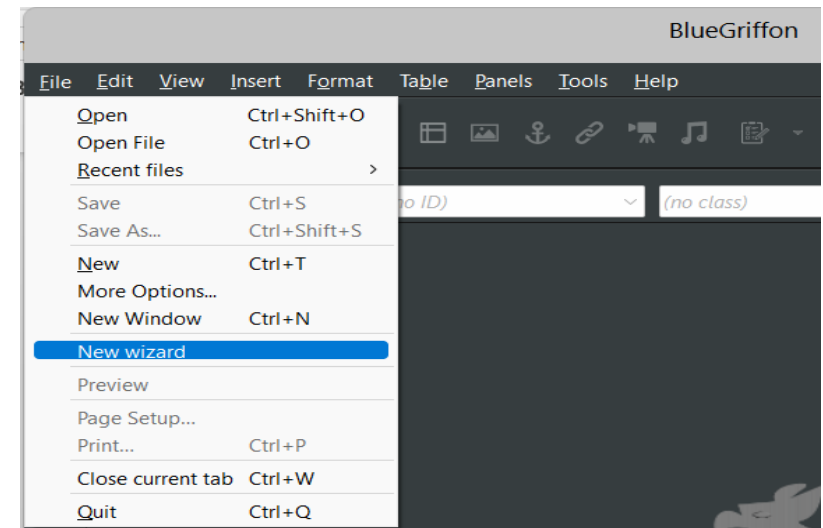 BlueGriffon
File Edit View Insert Format Table Panels Tools Help
Open Ctrl+Shift+O
Open File Ctrl+O
Recent files >
(no class)
Save Ctrl+S
Save As... Ctrl+Shift+S
New Ctrl+T
More Options...
New Window Ctrl+N
New wizard
Preview
Page Setup...
Print... Ctrl+P
Close current tab Ctrl+W
Quit Ctrl+Q